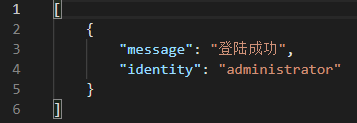 1 [
2 {
3 "message": "登陆成功",
4 "identity": "administrator"
5 }
6 ]